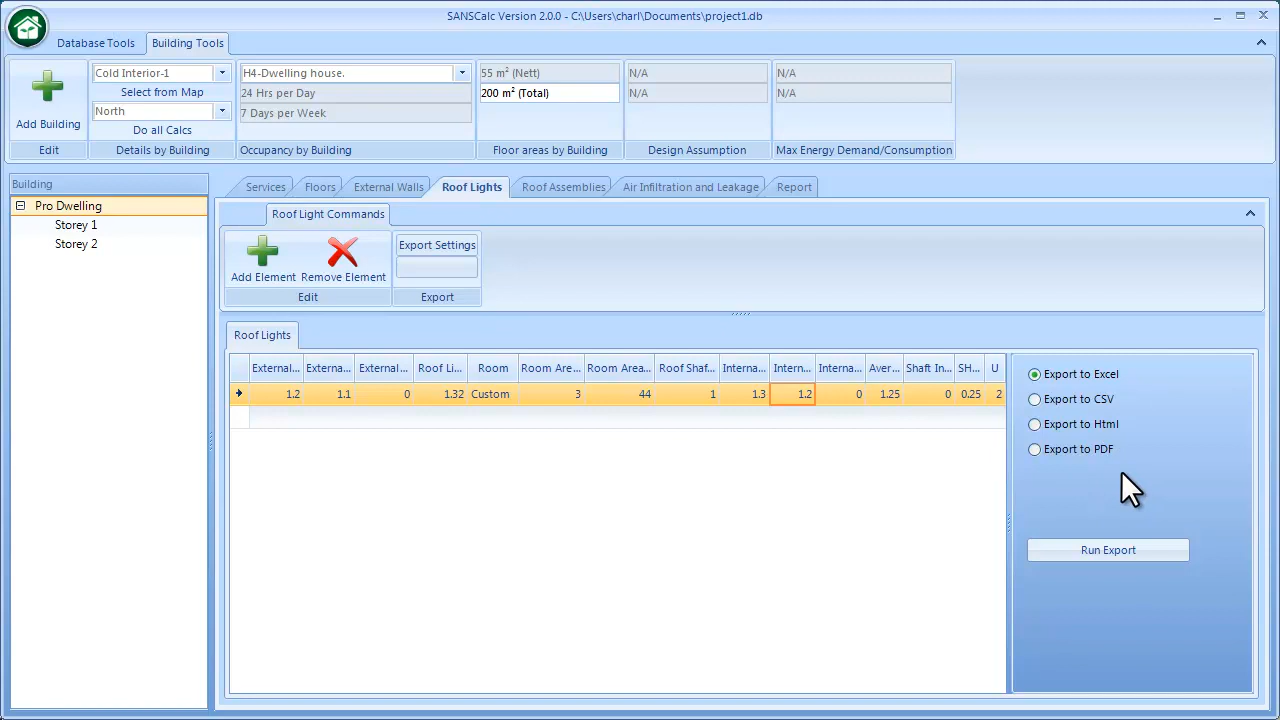 SANSCalc Version 2.0.0 - C:\Users\charl\Documents\project1.db
Database Tools
Building Tools
Add Building
Edit
Cold Interior-1
Select from Map
North
Do all Calcs
Details by Building
H4-Dwelling house.
24 Hrs per Day
7 Days per Week
Occupancy by Building
55 m² (Nett)
200 m² (Total)
Floor areas by Building
N/A
N/A
Design Assumption
N/A
N/A
Max Energy Demand/Consumption
Building
Pro Dwelling
Storey 1
Storey 2
Services
Floors
External Walls
Roof Lights
Roof Assemblies
Air Infiltration and Leakage
Report
Roof Light Commands
Add Element
Remove Element
Edit
Export Settings
Export
Roof Lights
External... Externa... External ... Roof Li... Room Room Are... Room Area... Roof Shaf... Interna... Intern... Interna... Aver... Shaft In... SH... U
1.2 1.1 0 1.32 Custom 3 44 1 1.3 1.2 0 1.25 0 0.25 2
Export to Excel
Export to CSV
Export to Html
Export to PDF
Run Export